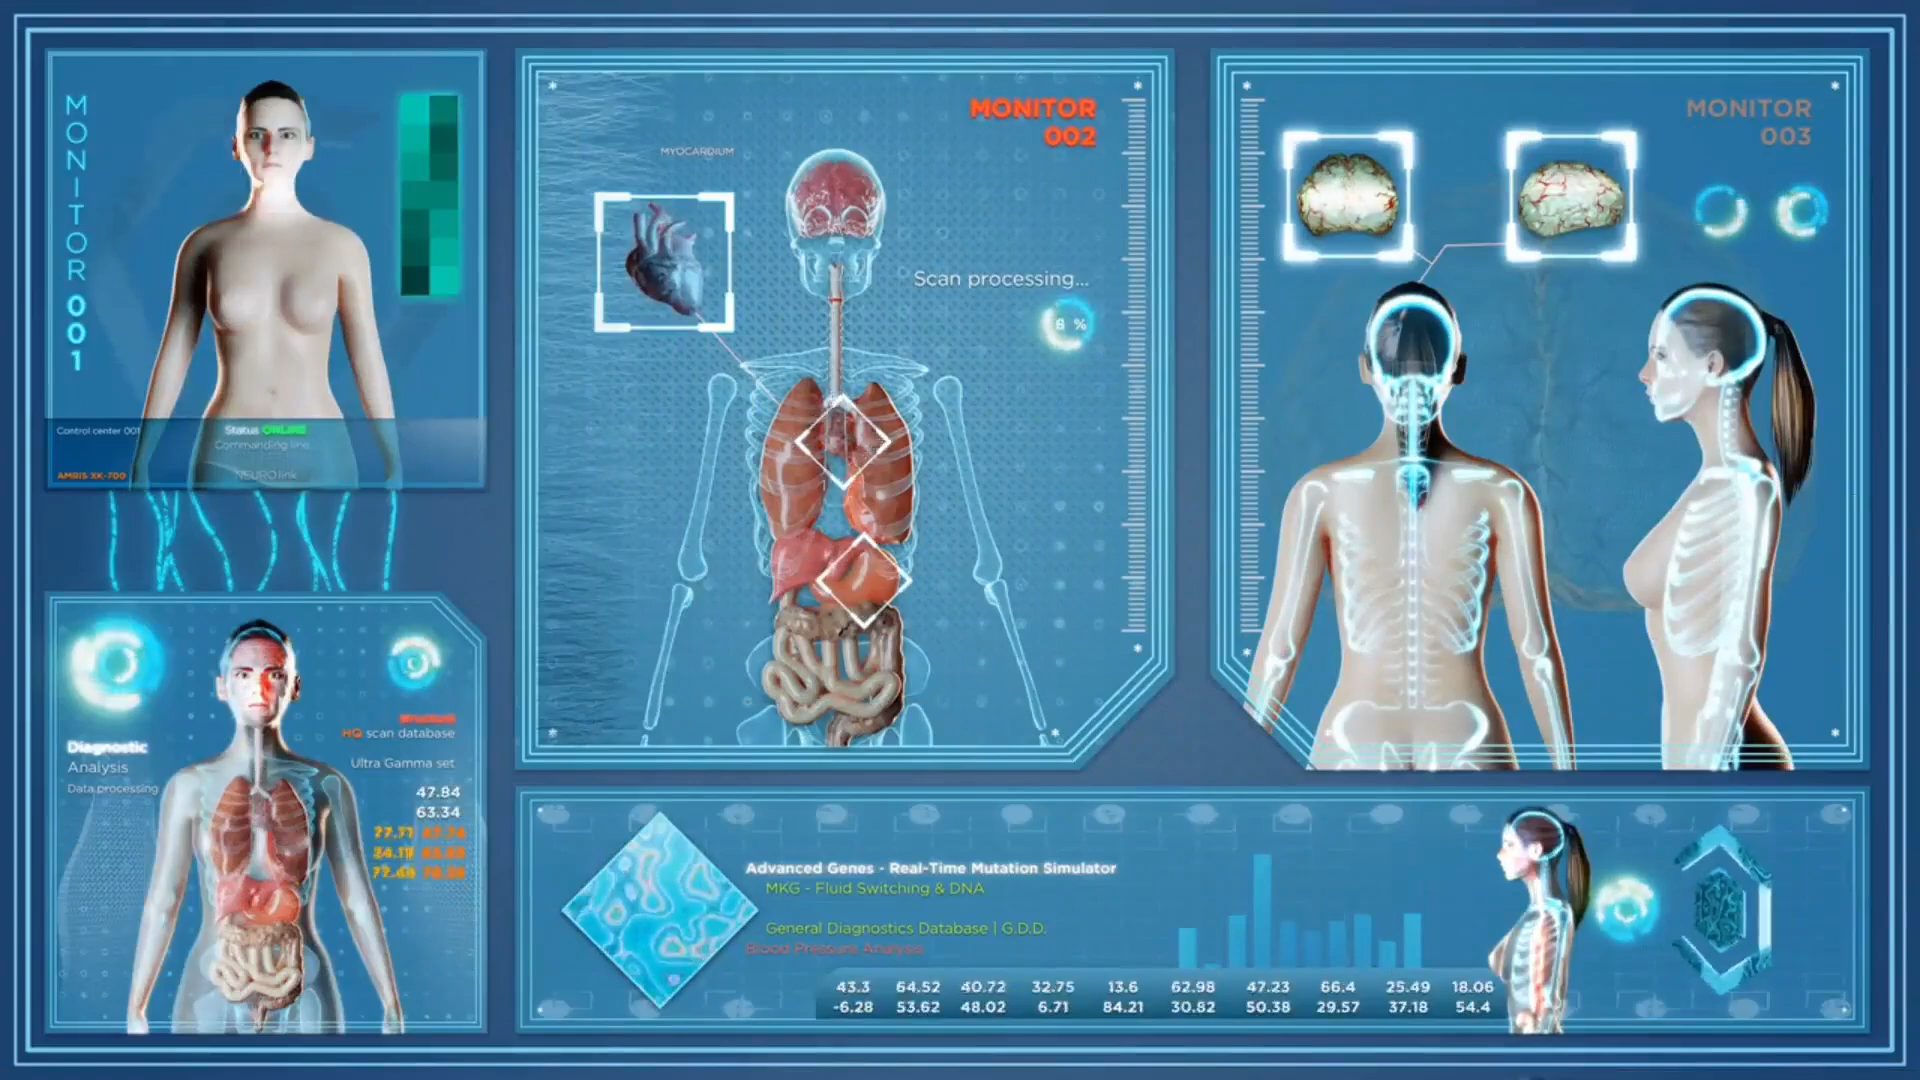 MONITOR 001
Control center 001
Status ONLINE
Commanding line
AMBIS XK-700
NEURO link
MONITOR
002
MYOCARDIUM
Scan processing...
8 %
MONITOR
003
HQ scan database
Diagnostic
Analysis
Ultra Gamma set
Data processing
47.84
63.34
Advanced Genes - Real-Time Mutation Simulator
MKG - Fluid Switching & DNA
General Diagnostics Database | G.D.D.
Blood Pressure Analysis
43.3 64.52 40.72 32.75 13.6 62.98 47.23 66.4 25.49 18.06
-6.28 53.62 48.02 6.71 84.21 30.82 50.38 29.57 37.18 54.4